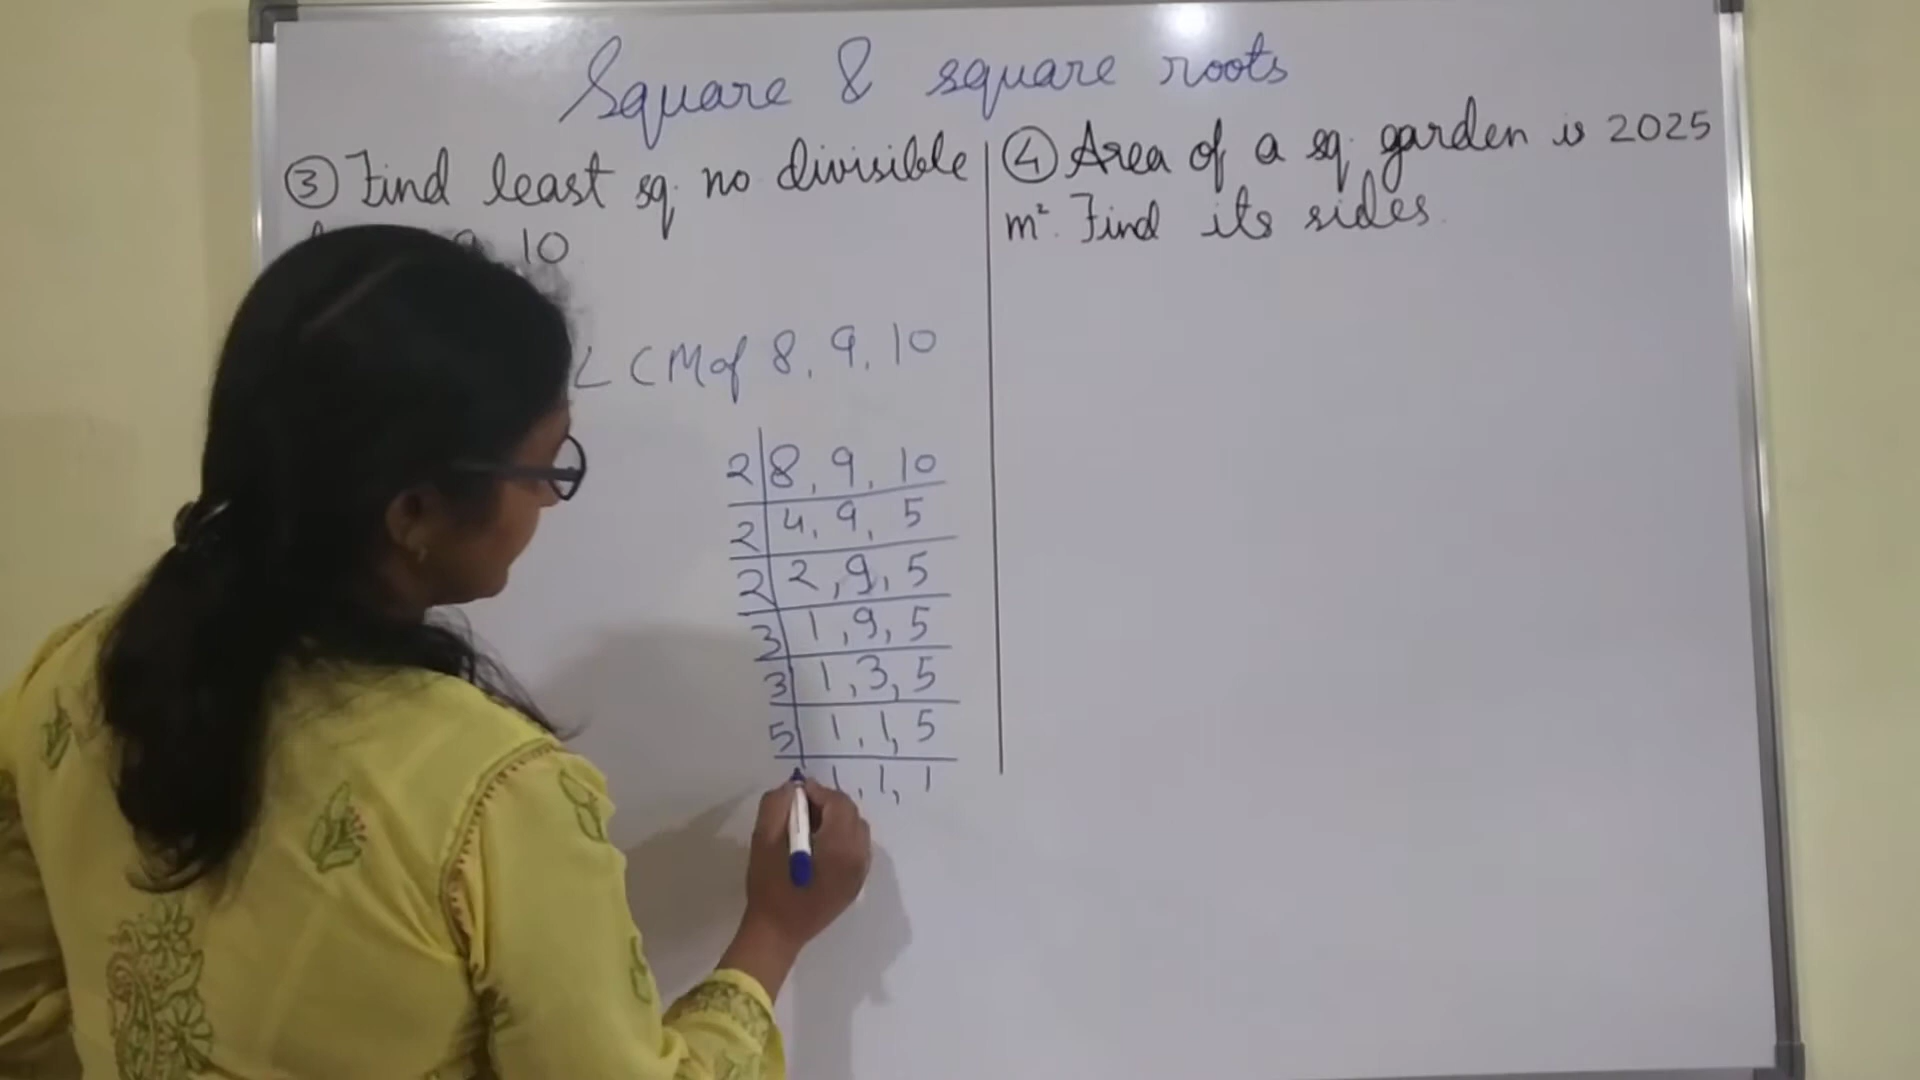 Square & square roots
③ Find least sq. no divisible
9, 10
LCM of 8, 9, 10
2 | 8, 9, 10
2 | 4, 9, 5
2 | 2, 9, 5
3 | 1, 9, 5
3 | 1, 3, 5
5 | 1, 1, 5
1, 1, 1
④ Area of a sq. garden is 2025
m². Find its sides.